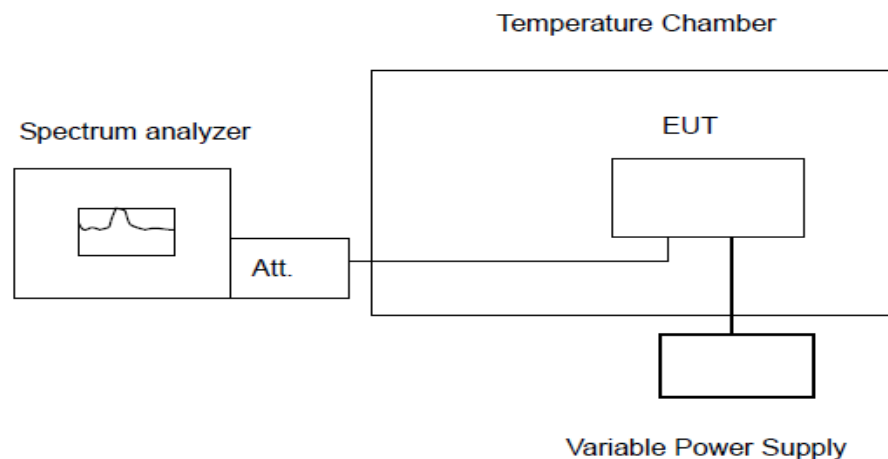 Temperature Chamber
Spectrum analyzer
EUT
Att.
Variable Power Supply